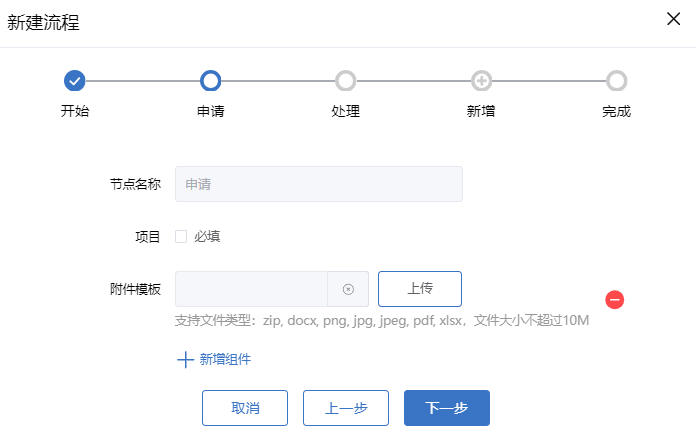 新建流程
开始 申请 处理 新增 完成
节点名称 申请
项目 必填
附件模板 上传
支持文件类型：zip, docx, png, jpg, jpeg, pdf, xlsx，文件大小不超过10M
新增组件
取消 上一步 下一步